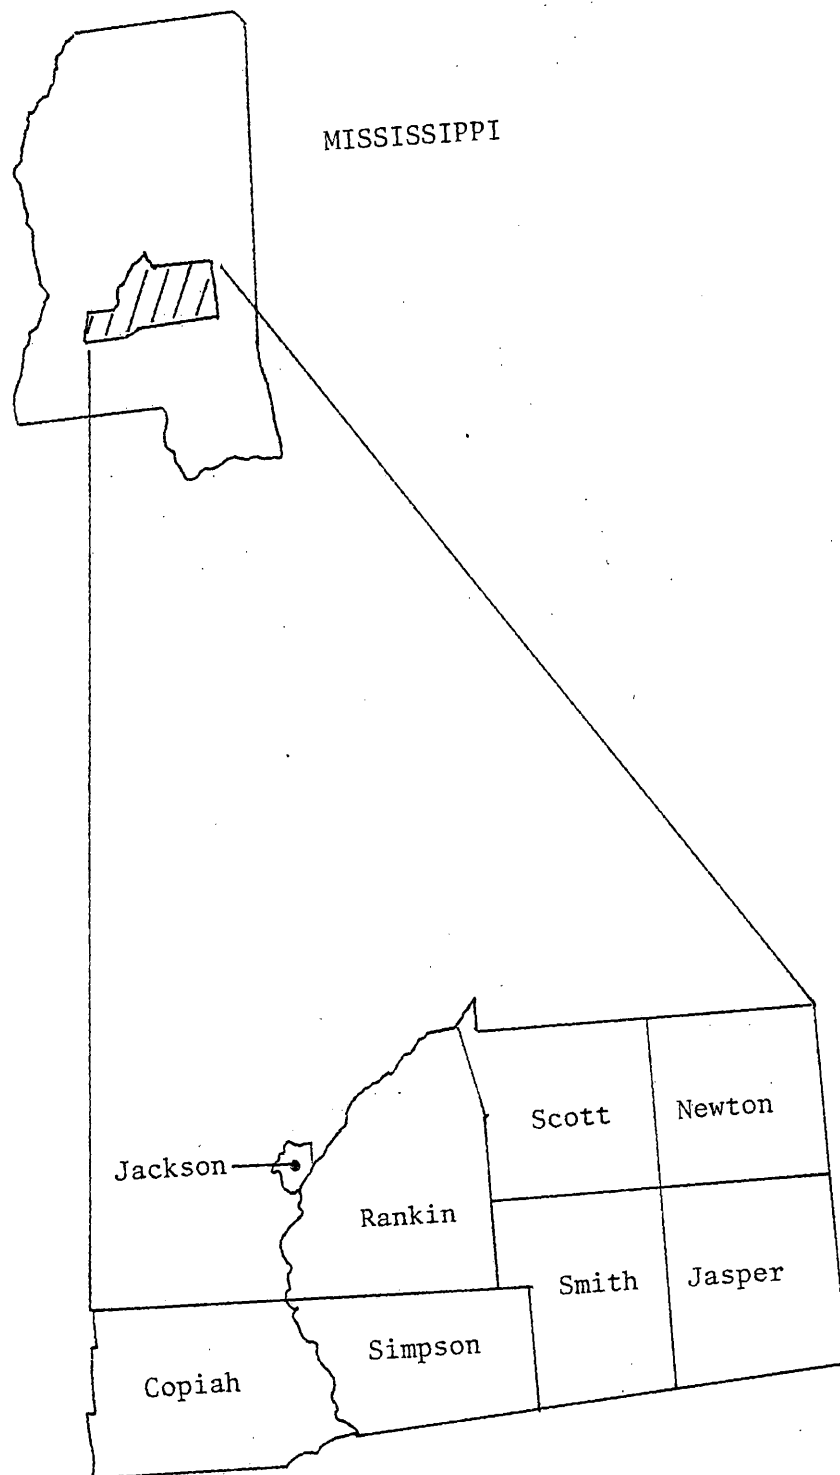 MISSISSIPPI
Scott
Newton
Jackson
Rankin
Smith
Jasper
Simpson
Copiah